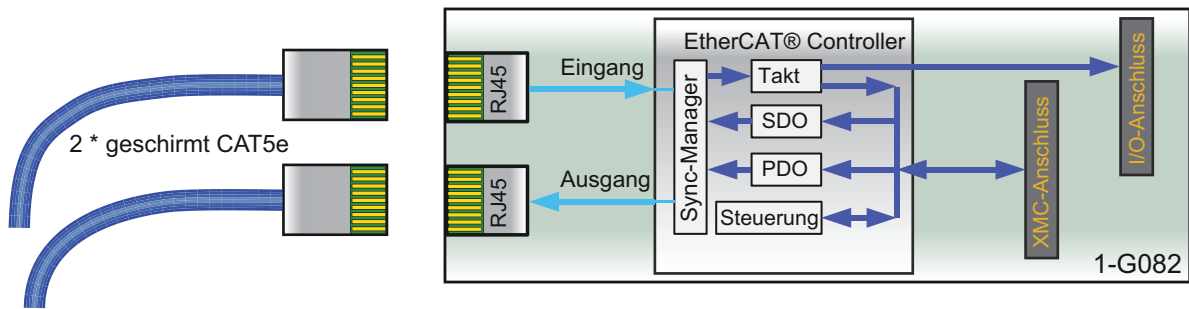 2 * geschirmt CAT5e
RJ45
RJ45
Eingang
Ausgang
EtherCAT® Controller
Sync-Manager
Takt
SDO
PDO
Steuerung
XMC-Anschluss
I/O-Anschluss
1-G082